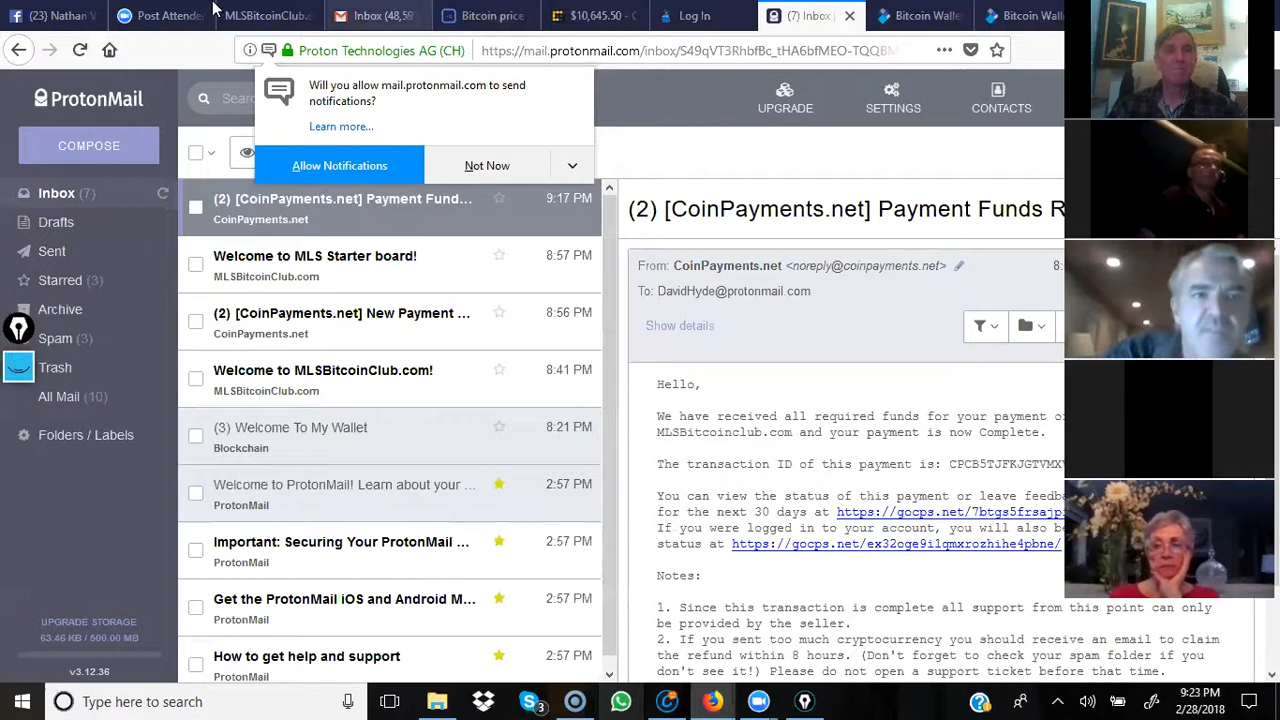 (23) Nathan
Post Attende
MLSBitcoinClub.c
Inbox (48,59
Bitcoin price
$10,645.50 - C
Log In
(7) Inbox
Bitcoin Walle
Bitcoin Walle
Proton Technologies AG (CH)
https://mail.protonmail.com/inbox/S49qVT3RhbfBc_tHA6bfMEO-TQQBM
ProtonMail
Sear
Will you allow mail.protonmail.com to send
notifications?
Learn more...
Allow Notifications
Not Now
UPGRADE
SETTINGS
CONTACTS
COMPOSE
Inbox (7)
Drafts
Sent
Starred (3)
Archive
Spam (3)
Trash
All Mail (10)
Folders / Labels
UPGRADE STORAGE
63.46 KB / 500.00 MB
v3.12.36
(2) [CoinPayments.net] Payment Fund... 9:17 PM
CoinPayments.net
Welcome to MLS Starter board! 8:57 PM
MLSBitcoinClub.com
(2) [CoinPayments.net] New Payment ... 8:56 PM
CoinPayments.net
Welcome to MLSBitcoinClub.com! 8:41 PM
MLSBitcoinClub.com
(3) Welcome To My Wallet 8:21 PM
Blockchain
Welcome to ProtonMail! Learn about your ... 2:57 PM
ProtonMail
Important: Securing Your ProtonMail ... 2:57 PM
ProtonMail
Get the ProtonMail iOS and Android M... 2:57 PM
ProtonMail
How to get help and support 2:57 PM
ProtonMail
(2) [CoinPayments.net] Payment Funds R
From: CoinPayments.net <noreply@coinpayments.net> 8:
To: DavidHyde@protonmail.com
Show details
Hello,
We have received all required funds for your payment
MLSBitcoinclub.com and your payment is now Complete.
The transaction ID of this payment is:
You can view the status of this payment or leave feedba
for the next 30 days at https://gocps.net/7btgs5frsajp
If you were logged in to your account, you will also be
status at https://gocps.net/ex32oge9i1qmxrozhihe4pbne/
Notes:
1. Since this transaction is complete all support from this point can only
be provided by the seller.
2. If you sent too much cryptocurrency you should receive an email to claim
the refund within 8 hours. (Don't forget to check your spam folder if you
don't see it!) Please do not open a support ticket before that time.
Type here to search
3
9:23 PM
2/28/2018